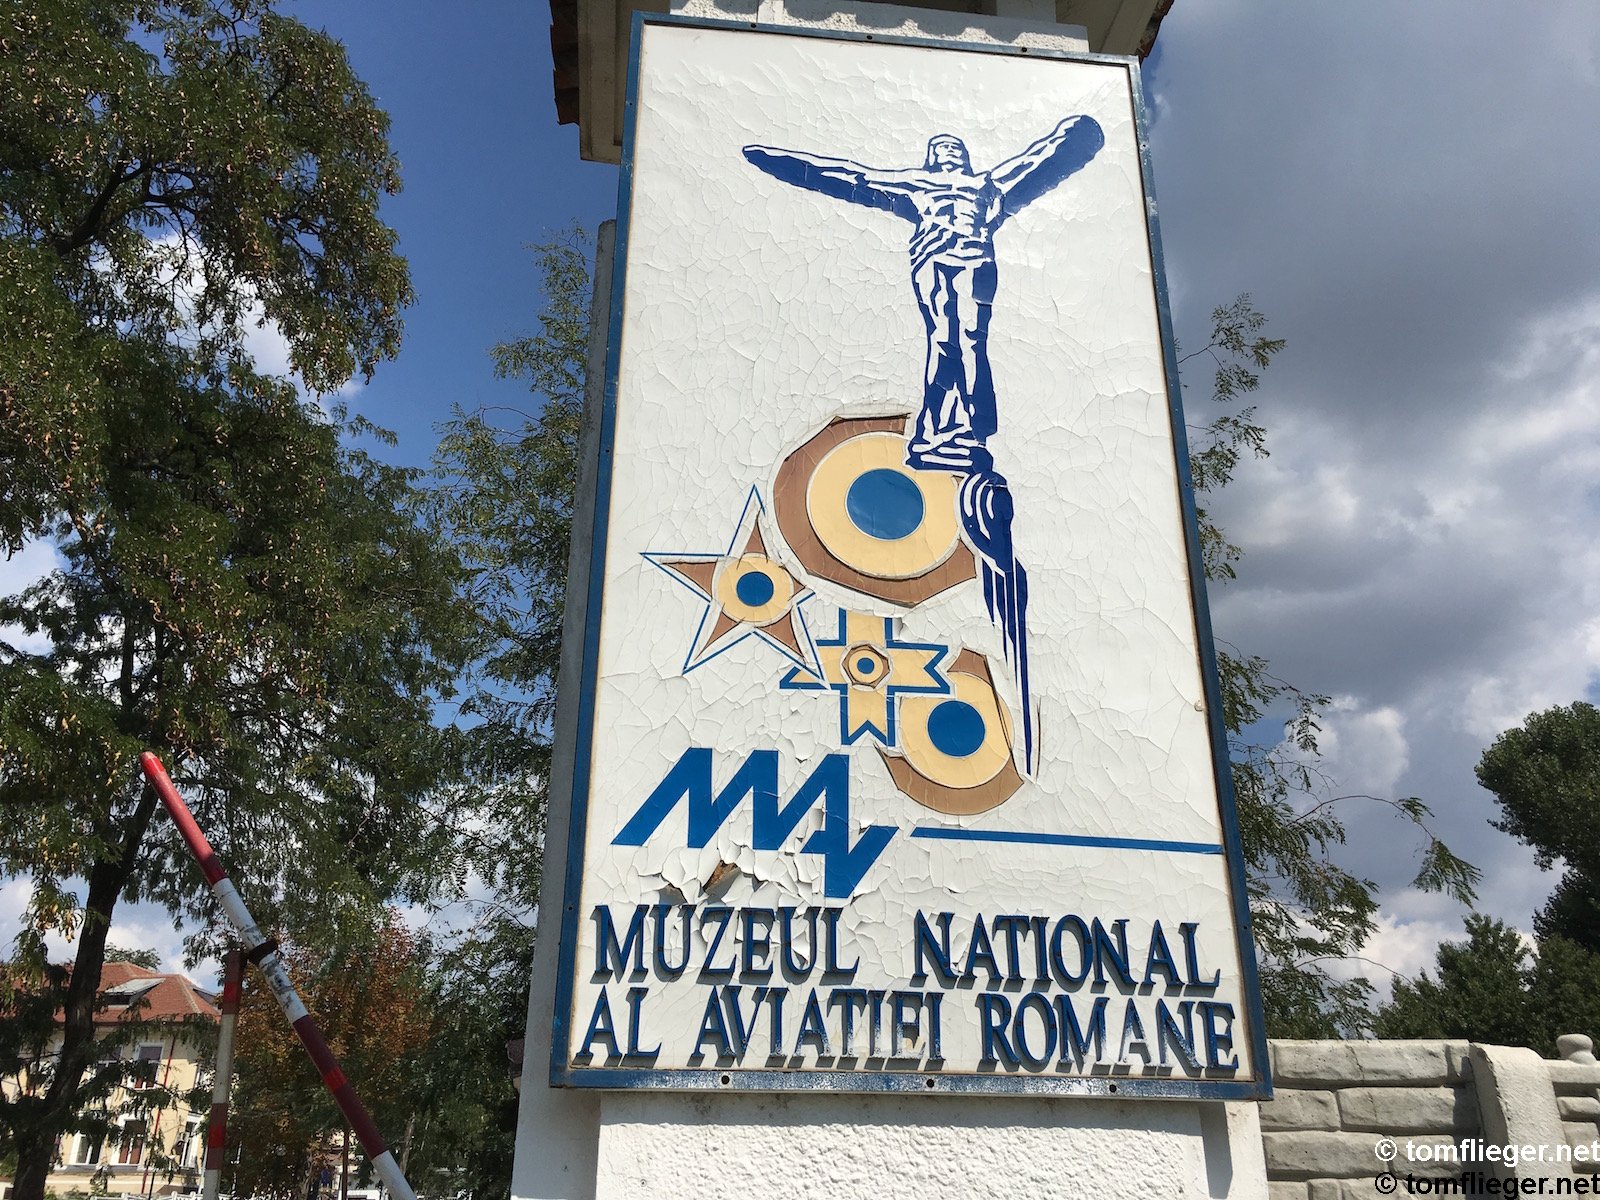 MAv
MUZEUL NATIONAL
AL AVIATIEI ROMANE
© tomflieger.net
© tomflieger.net